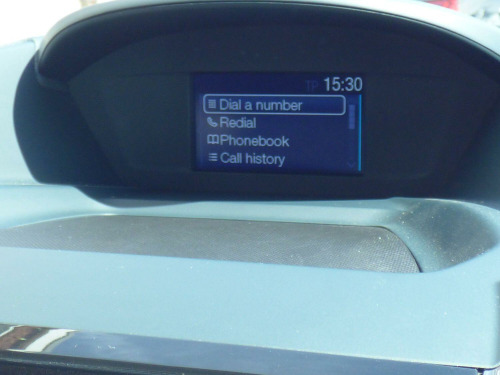 TP 15:30
Dial a number
Redial
Phonebook
Call history